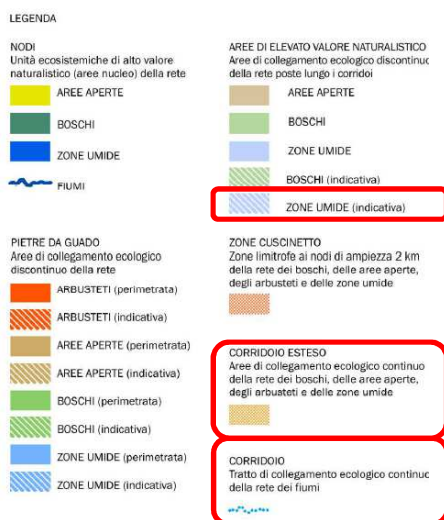 LEGENDA
NODI
Unità ecosistemiche di alto valore
naturalistico (aree nucleo) della rete
AREE APERTE
BOSCHI
ZONE UMIDE
FIUMI
PIETRE DA GUADO
Aree di collegamento ecologico
discontinuo della rete
ARBUSTETI (perimetrata)
ARBUSTETI (indicativa)
AREE APERTE (perimetrata)
AREE APERTE (indicativa)
BOSCHI (perimetrata)
BOSCHI (indicativa)
ZONE UMIDE (perimetrata)
ZONE UMIDE (indicativa)
AREE DI ELEVATO VALORE NATURALISTICO
Aree di collegamento ecologico discontinuo
della rete poste lungo i corridoi
AREE APERTE
BOSCHI
ZONE UMIDE
BOSCHI (indicativa)
ZONE UMIDE (indicativa)
ZONE CUSCINETTO
Zone limitrofe ai nodi di ampiezza 2 km
della rete dei boschi, delle aree aperte,
degli arbusteti e delle zone umide
CORRIDOIO ESTESO
Aree di collegamento ecologico continuo
della rete dei boschi, delle aree aperte,
degli arbusteti e delle zone umide
CORRIDOIO
Tratto di collegamento ecologico continuo
della rete dei fiumi